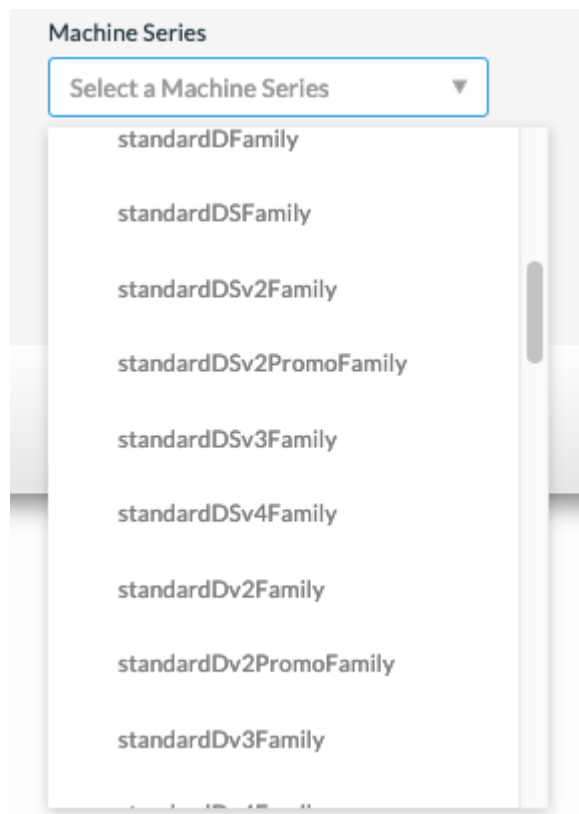 Machine Series
Select a Machine Series
standardDFamily
standardDSFamily
standardDSv2Family
standardDSv2PromoFamily
standardDSv3Family
standardDSv4Family
standardDv2Family
standardDv2PromoFamily
standardDv3Family